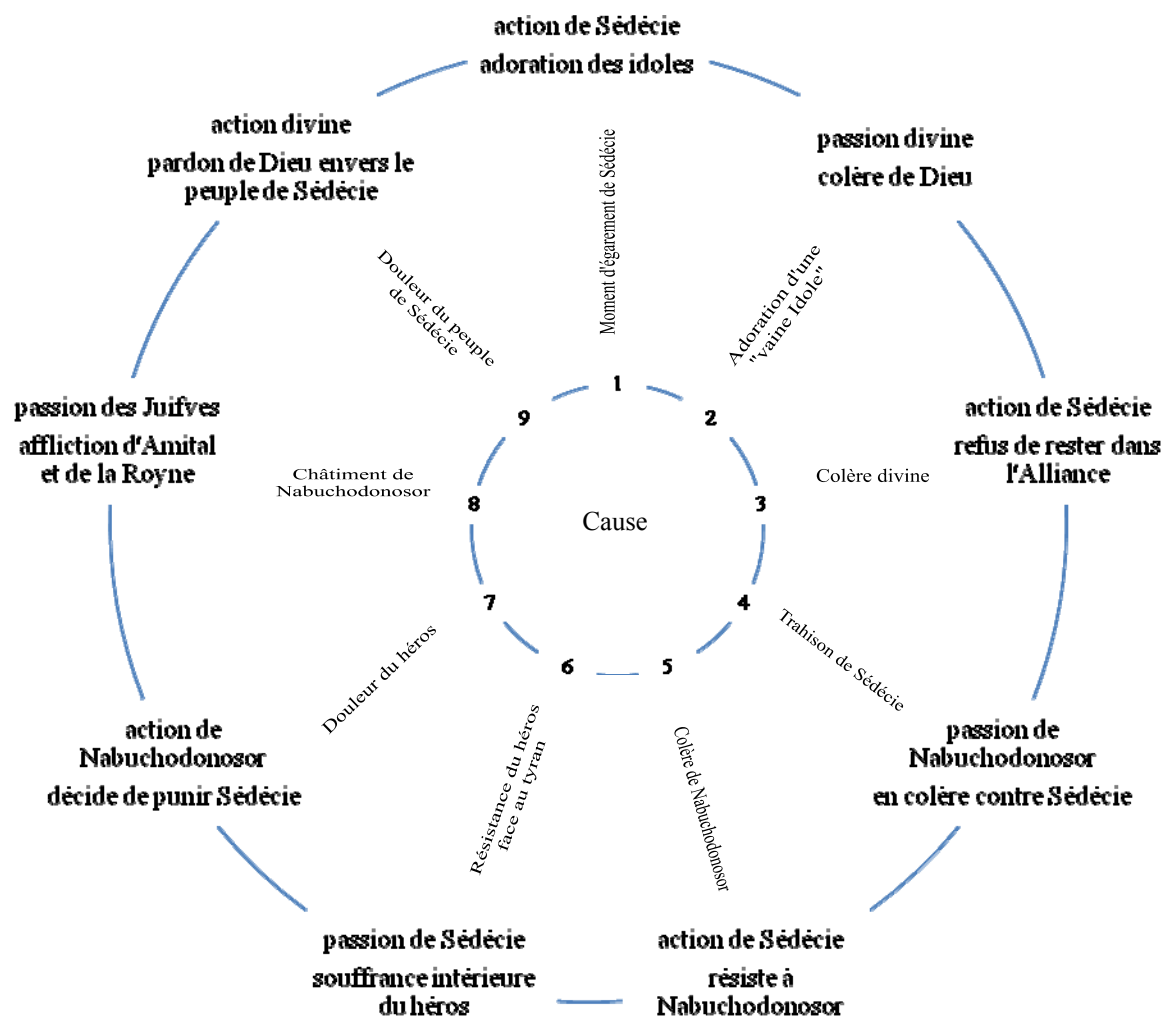 action de Sédécie
adoration des idoles
passion divine
colère de Dieu
action de Sédécie
refus de rester dans
l'Alliance
passion de
Nabuchodonosor
en colère contre Sédécie
action de Sédécie
résiste à
Nabuchodonosor
passion de Sédécie
souffrance intérieure
du héros
action de
Nabuchodonosor
décide de punir Sédécie
passion des Juifves
affliction d'Amital
et de la Royne
action divine
pardon de Dieu envers le
peuple de Sédécie
Moment d'égarement de Sédécie
Adoration d'une
"vaine Idole"
Colère divine
Trahison de Sédécie
Colère de Nabuchodonosor
Résistance du héros
face au tyran
Douleur du héros
Châtiment de
Nabuchodonosor
Douleur du peuple
de Sédécie
1
2
3
4
5
6
7
8
9
Cause